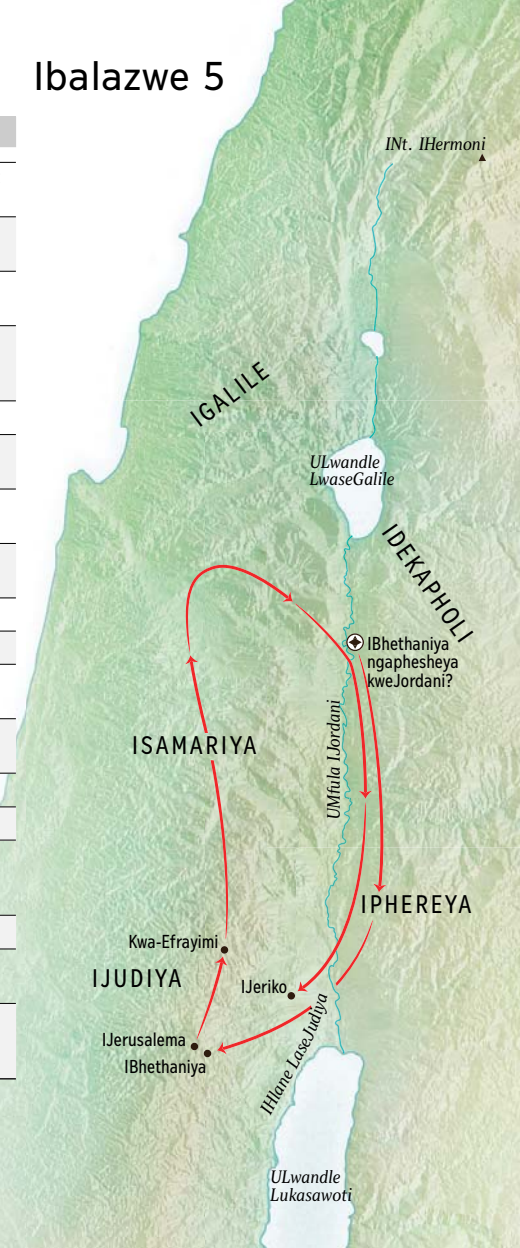 Ibalazwe 5
INt. IHermoni
IGALILE
ULwandle
LwaseGalile
IDEKAPHOLI
IBhethaniya
ngaphesheya
kweJordani?
UMfula IJordani
ISAMARIYA
IPHEREYA
Kwa-Efrayimi
IJUDIYA
IJeriko
IJerusalema
IBhethaniya
IHlane LaseJudiya
ULwandle
Lukasawoti